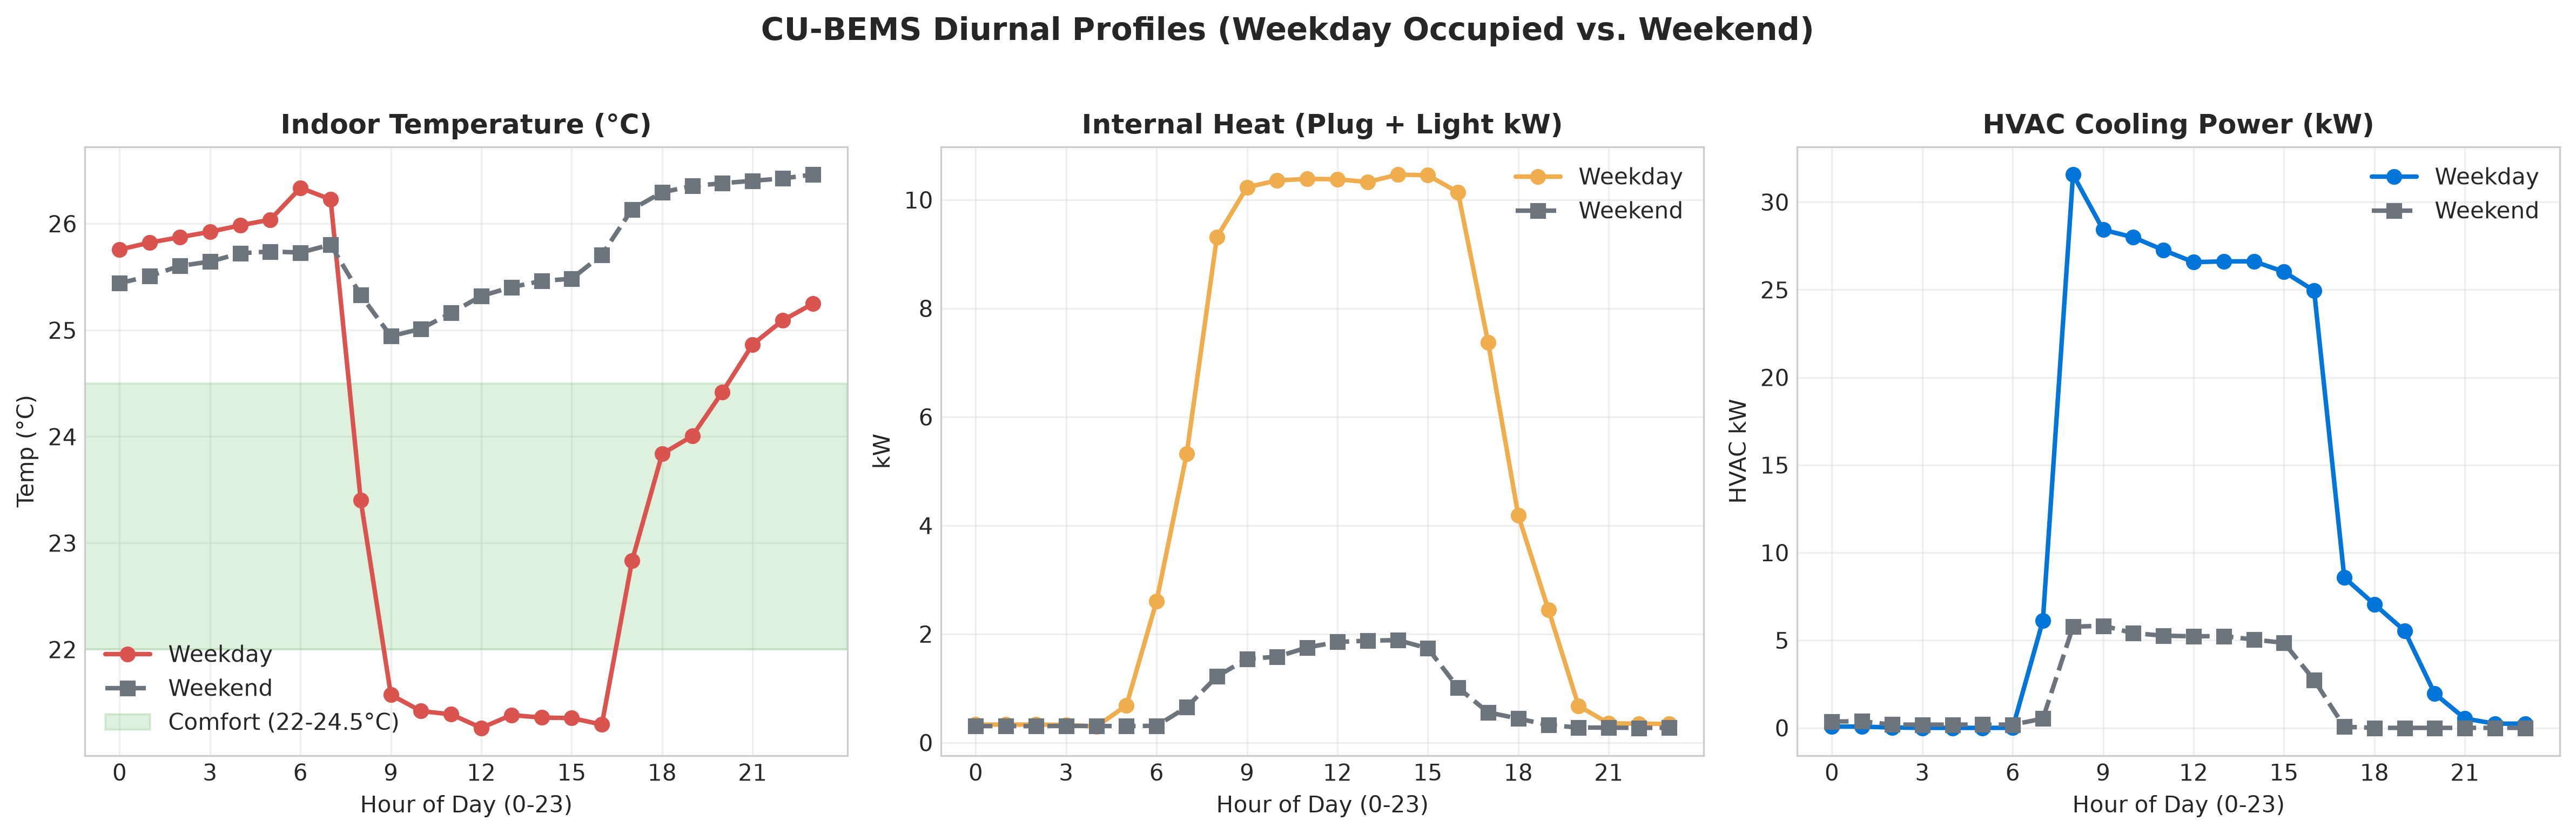 CU-BEMS Diurnal Profiles (Weekday Occupied vs. Weekend)
Indoor Temperature (°C)
Temp (°C)
26
25
24
23
22
Weekday
Weekend
Comfort (22-24.5°C)
0 3 6 9 12 15 18 21
Hour of Day (0-23)
Internal Heat (Plug + Light kW)
kW
10
8
6
4
2
0
Weekday
Weekend
0 3 6 9 12 15 18 21
Hour of Day (0-23)
HVAC Cooling Power (kW)
HVAC kW
30
25
20
15
10
5
0
Weekday
Weekend
0 3 6 9 12 15 18 21
Hour of Day (0-23)